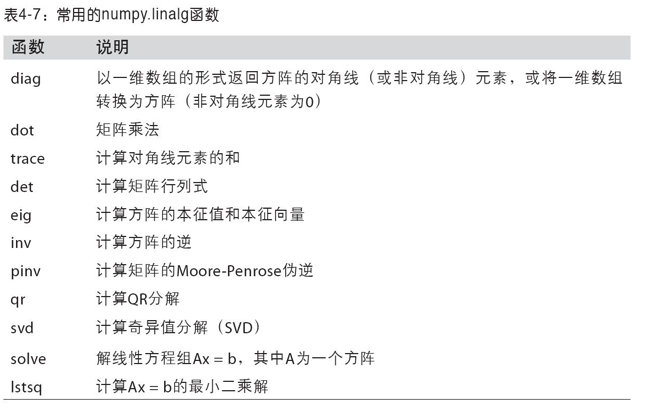 表4-7：常用的numpy.linalg函数
函数 说明
diag 以一维数组的形式返回方阵的对角线（或非对角线）元素，或将一维数组
转换为方阵（非对角线元素为0）
dot 矩阵乘法
trace 计算对角线元素的和
det 计算矩阵行列式
eig 计算方阵的本征值和本征向量
inv 计算方阵的逆
pinv 计算矩阵的Moore-Penrose伪逆
qr 计算QR分解
svd 计算奇异值分解（SVD）
solve 解线性方程组Ax = b，其中A为一个方阵
lstsq 计算Ax = b的最小二乘解